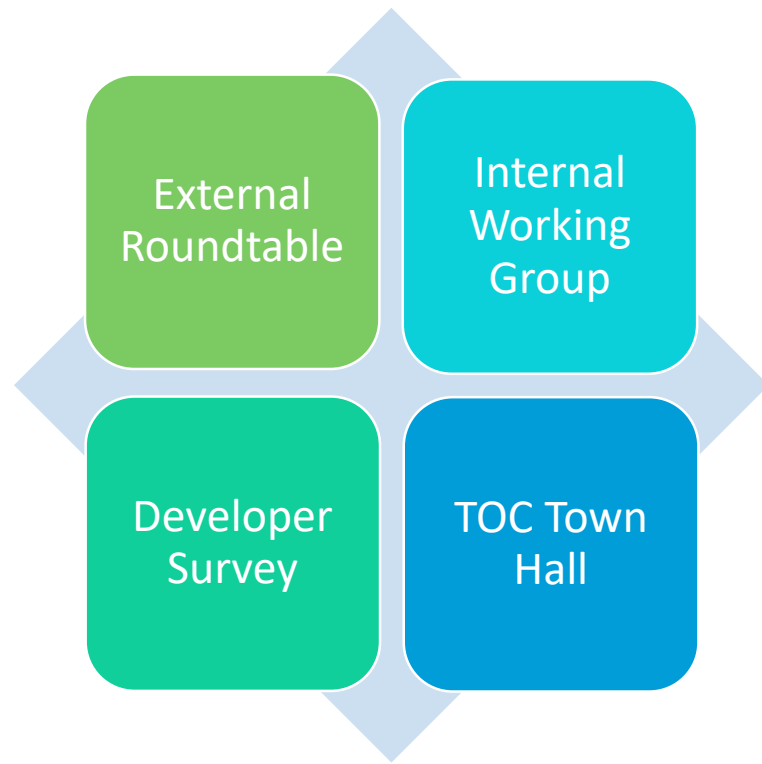 External
Roundtable
Internal
Working
Group
Developer
Survey
TOC Town
Hall